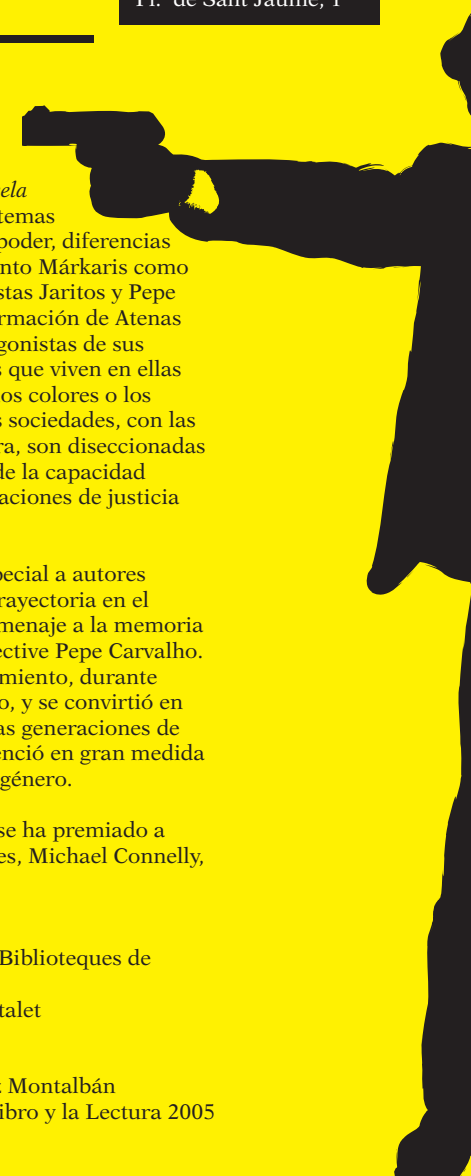 Pl. de Sant Jaume, 1
ela
temas
poder, diferencias
nto Márkaris como
stas Jaritos y Pepe
rmación de Atenas
gonistas de sus
s que viven en ellas
os colores o los
s sociedades, con las
ra, son diseccionadas
de la capacidad
aciones de justicia
pecial a autores
rayectoria en el
menaje a la memoria
ective Pepe Carvalho.
miento, durante
o, y se convirtió en
as generaciones de
enció en gran medida
género.
se ha premiado a
es, Michael Connelly,
Biblioteques de
talet
z Montalbán
ibro y la Lectura 2005